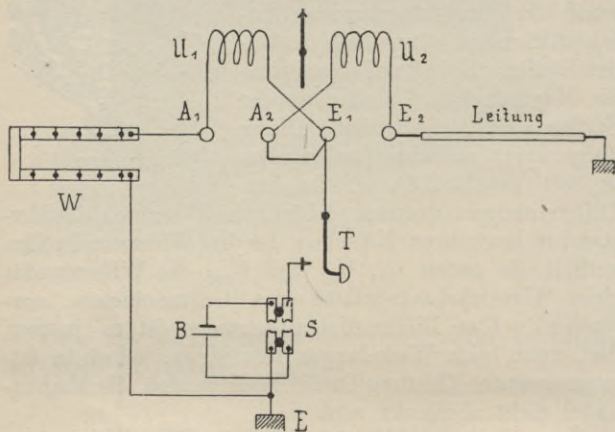 U₁ U₂
A₁ A₂ E₁ E₂ Leitung
W
T
B S
E